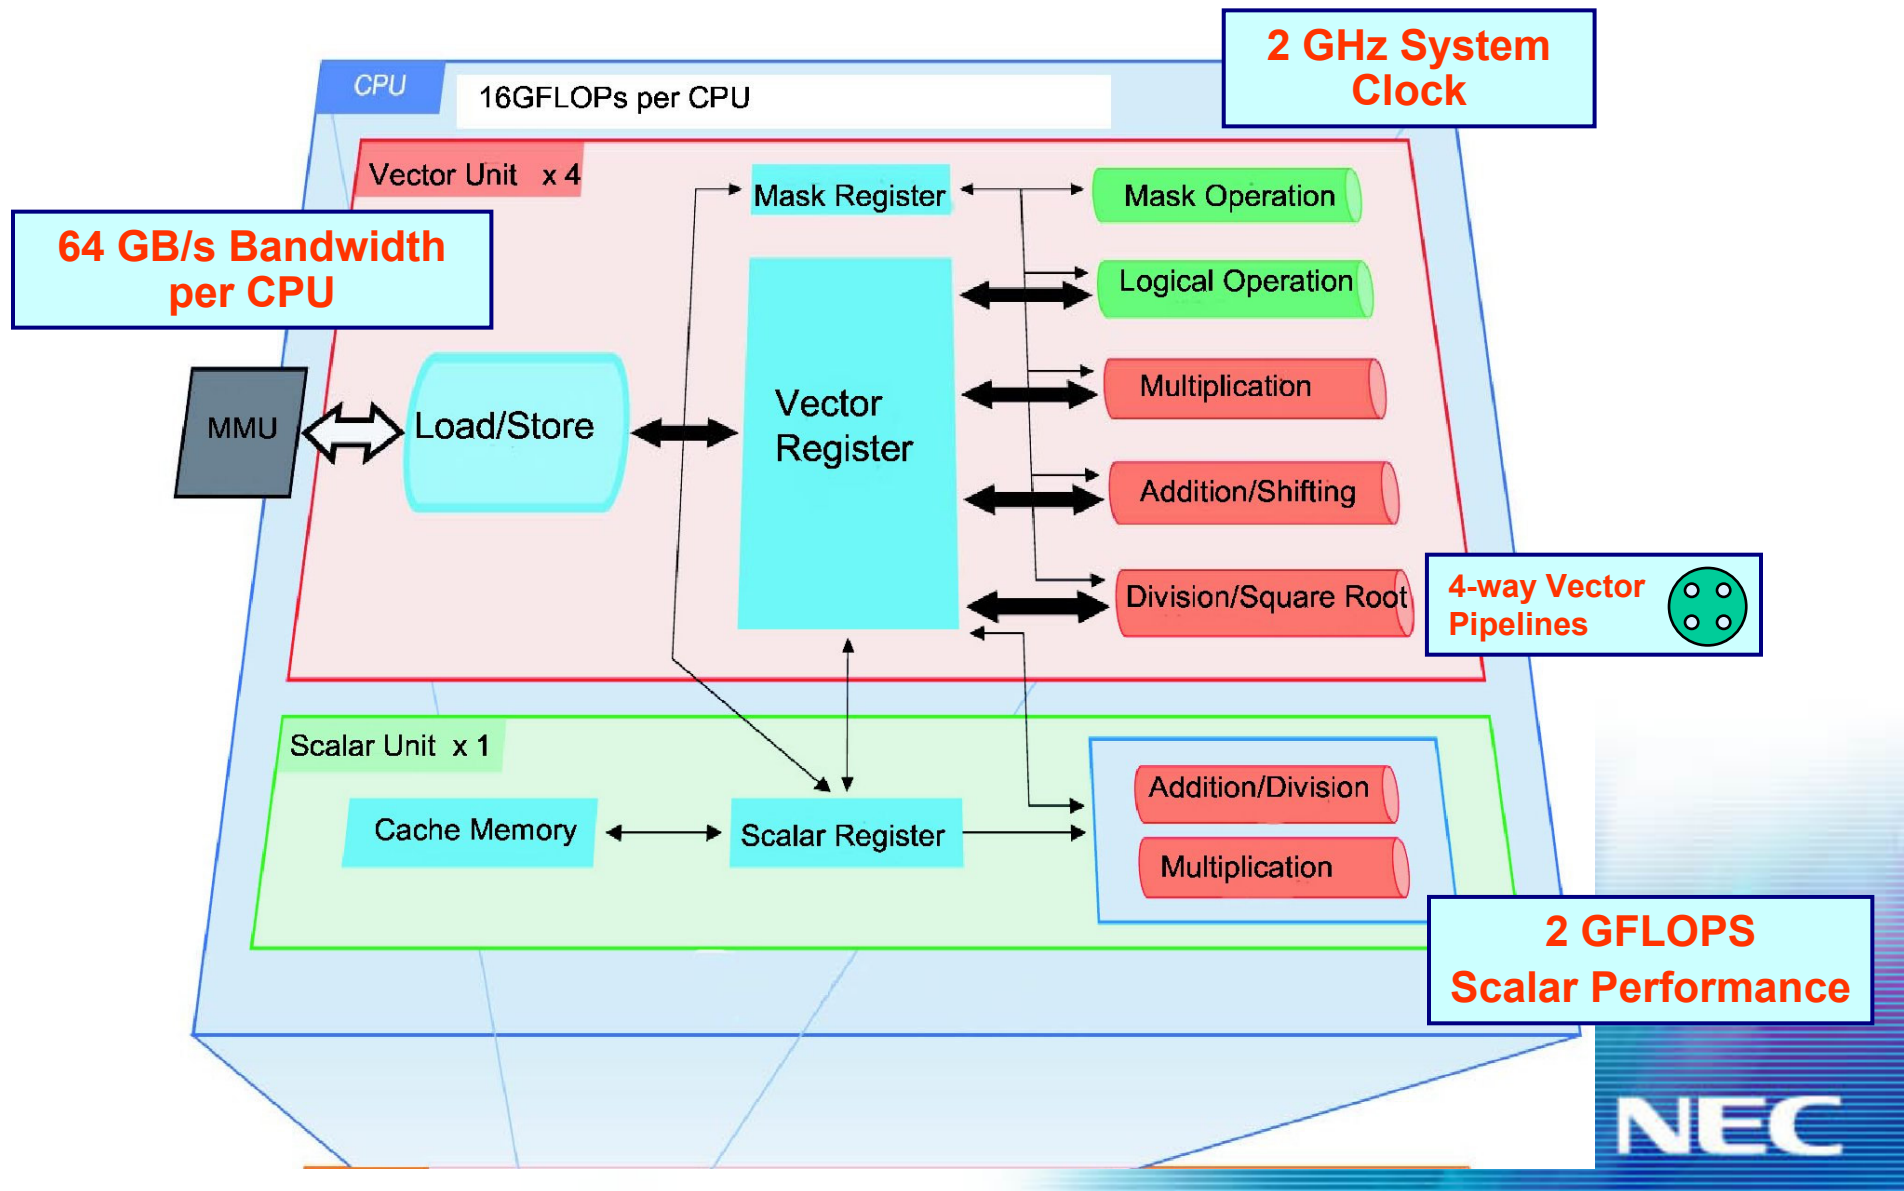 2 GHz System
Clock
CPU
16GFLOPs per CPU
Vector Unit x 4
64 GB/s Bandwidth
per CPU
Mask Register
Mask Operation
Logical Operation
Multiplication
MMU
Load/Store
Vector
Register
Addition/Shifting
Division/Square Root
4-way Vector
Pipelines
Scalar Unit x 1
Cache Memory
Scalar Register
Addition/Division
Multiplication
2 GFLOPS
Scalar Performance
NEC